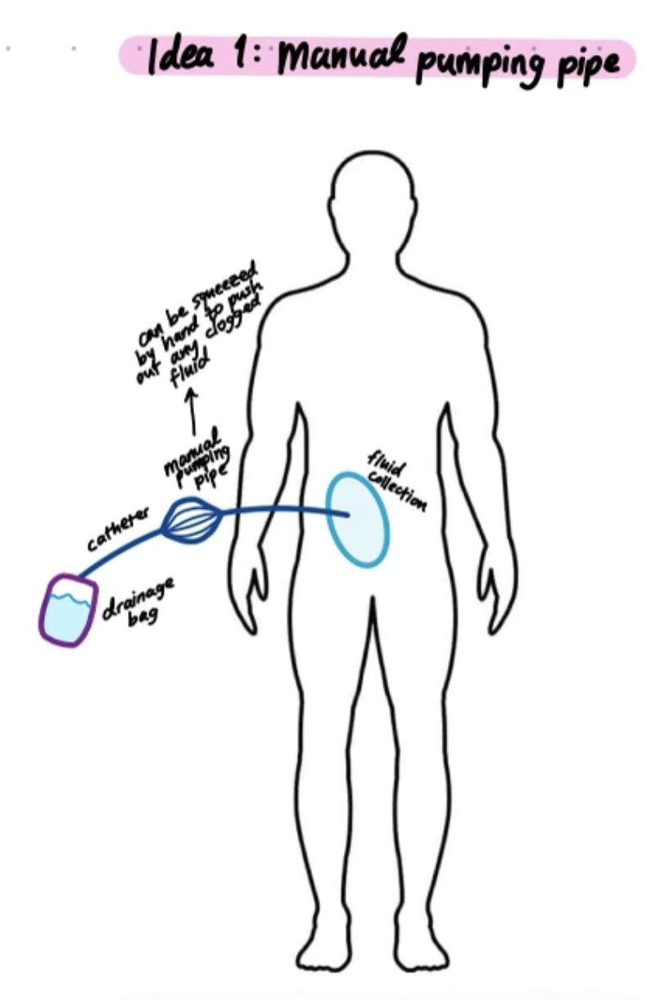 Idea 1: Manual pumping pipe
can be squeezed
by hand to push
out any clogged
fluid
manual
pumping
pipe
fluid
collection
catheter
drainage
bag